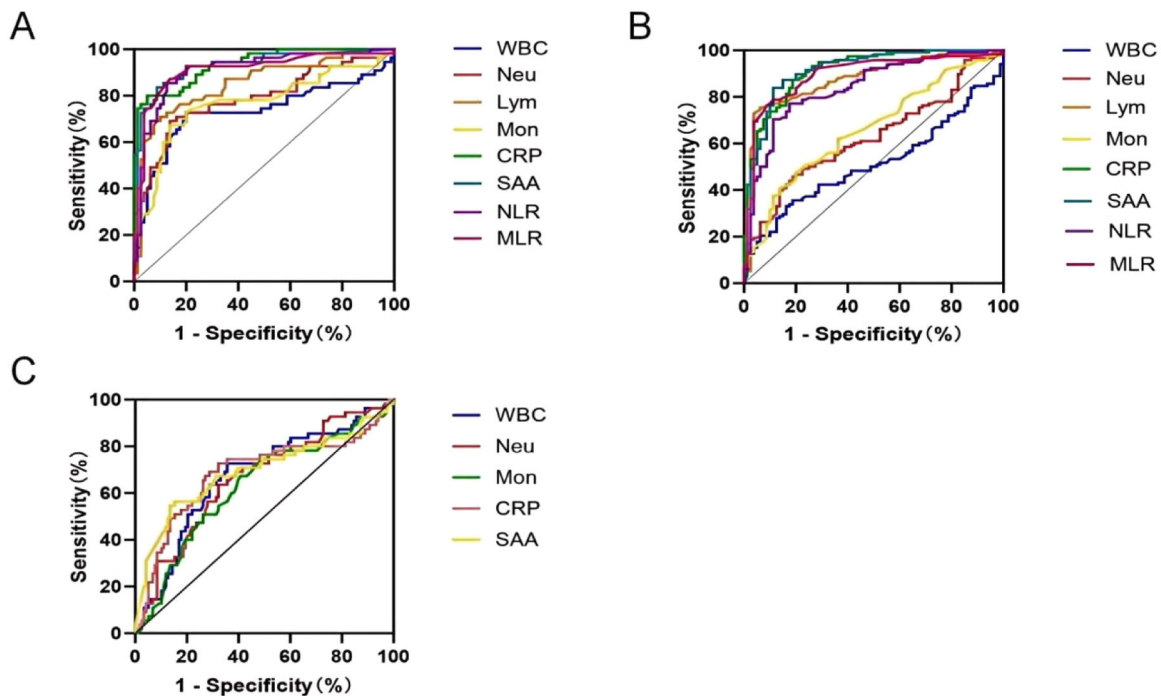 A
100
80
60
40
20
0
Sensitivity (%)
0 20 40 60 80 100
1 - Specificity (%)
WBC
Neu
Lym
Mon
CRP
SAA
NLR
MLR
B
100
80
60
40
20
0
Sensitivity (%)
0 20 40 60 80 100
1 - Specificity (%)
WBC
Neu
Lym
Mon
CRP
SAA
NLR
MLR
C
100
80
60
40
20
0
Sensitivity (%)
0 20 40 60 80 100
1 - Specificity (%)
WBC
Neu
Mon
CRP
SAA